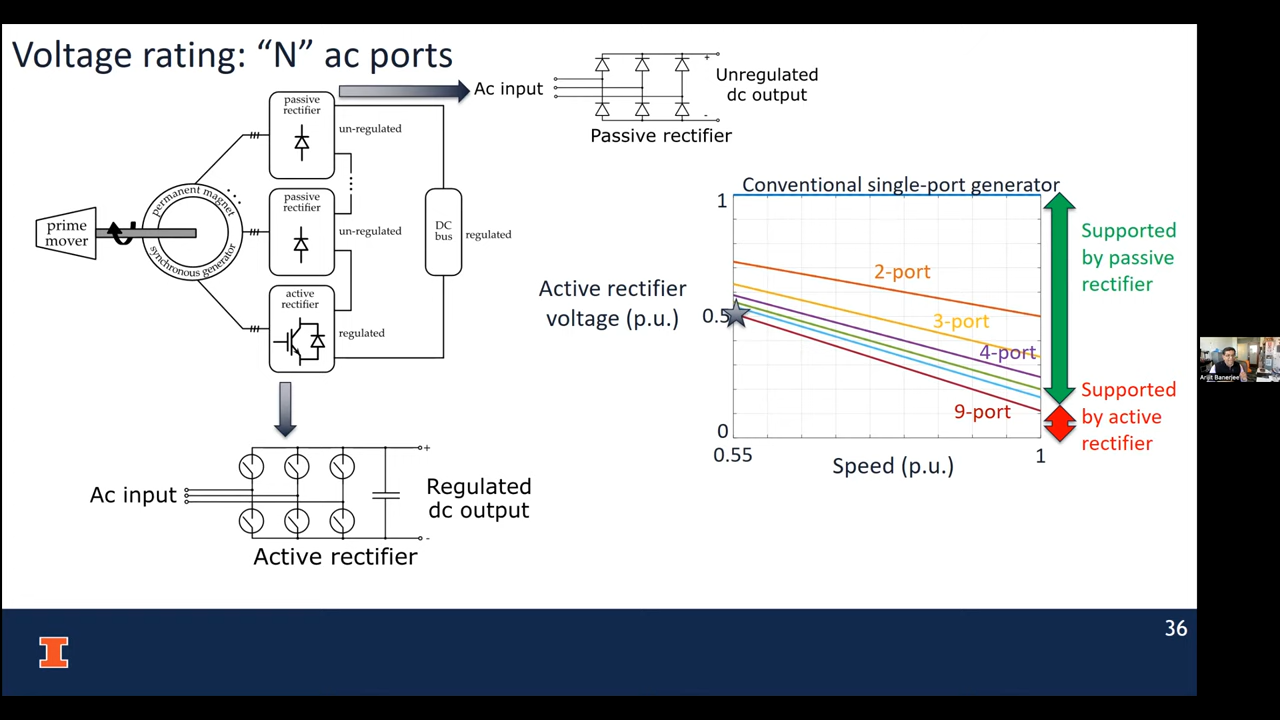 Voltage rating: “N” ac ports
passive
rectifier
un-regulated
passive
rectifier
un-regulated
active
rectifier
regulated
permanent magnet
synchronous generator
prime
mover
DC
bus
regulated
Ac input
+
-
Unregulated
dc output
Passive rectifier
Ac input
+
-
Regulated
dc output
Active rectifier
Conventional single-port generator
1
0.5
0
0.55
1
Active rectifier
voltage (p.u.)
Speed (p.u.)
2-port
3-port
4-port
9-port
Supported
by passive
rectifier
Supported
by active
rectifier
Arijit Banerjee
36
I